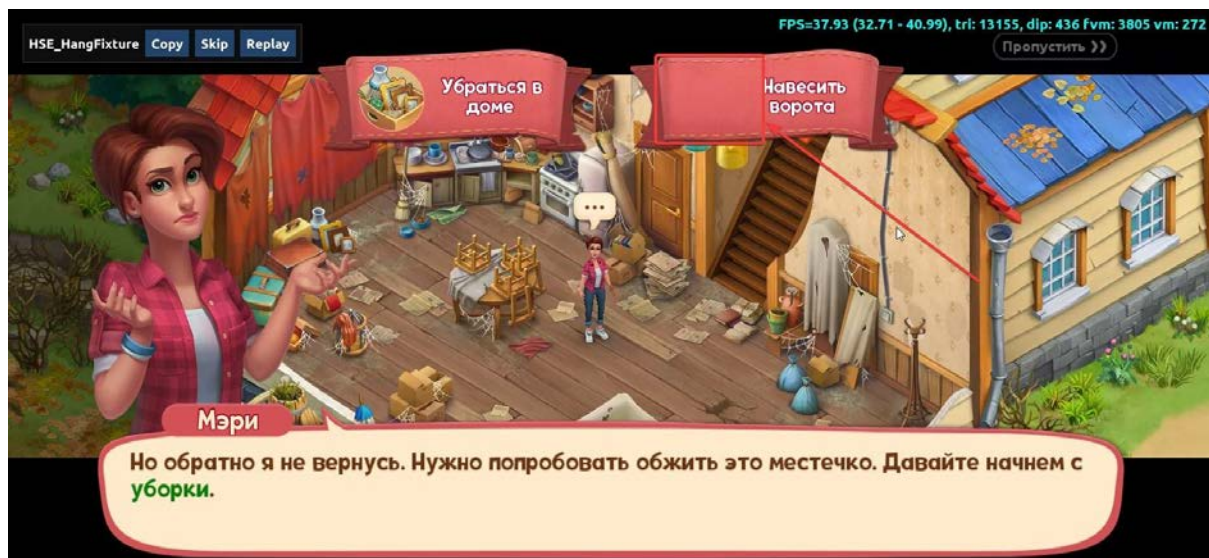 FPS=37.93 (32.71 - 40.99), tri: 13155, dip: 436 fvm: 3805 vm: 272
HSE_HangFixture Copy Skip Replay
Пропустить
Убраться в
доме
Навесить
ворота
Мэри
Но обратно я не вернусь. Нужно попробовать обжить это местечко. Давайте начнем с
уборки.